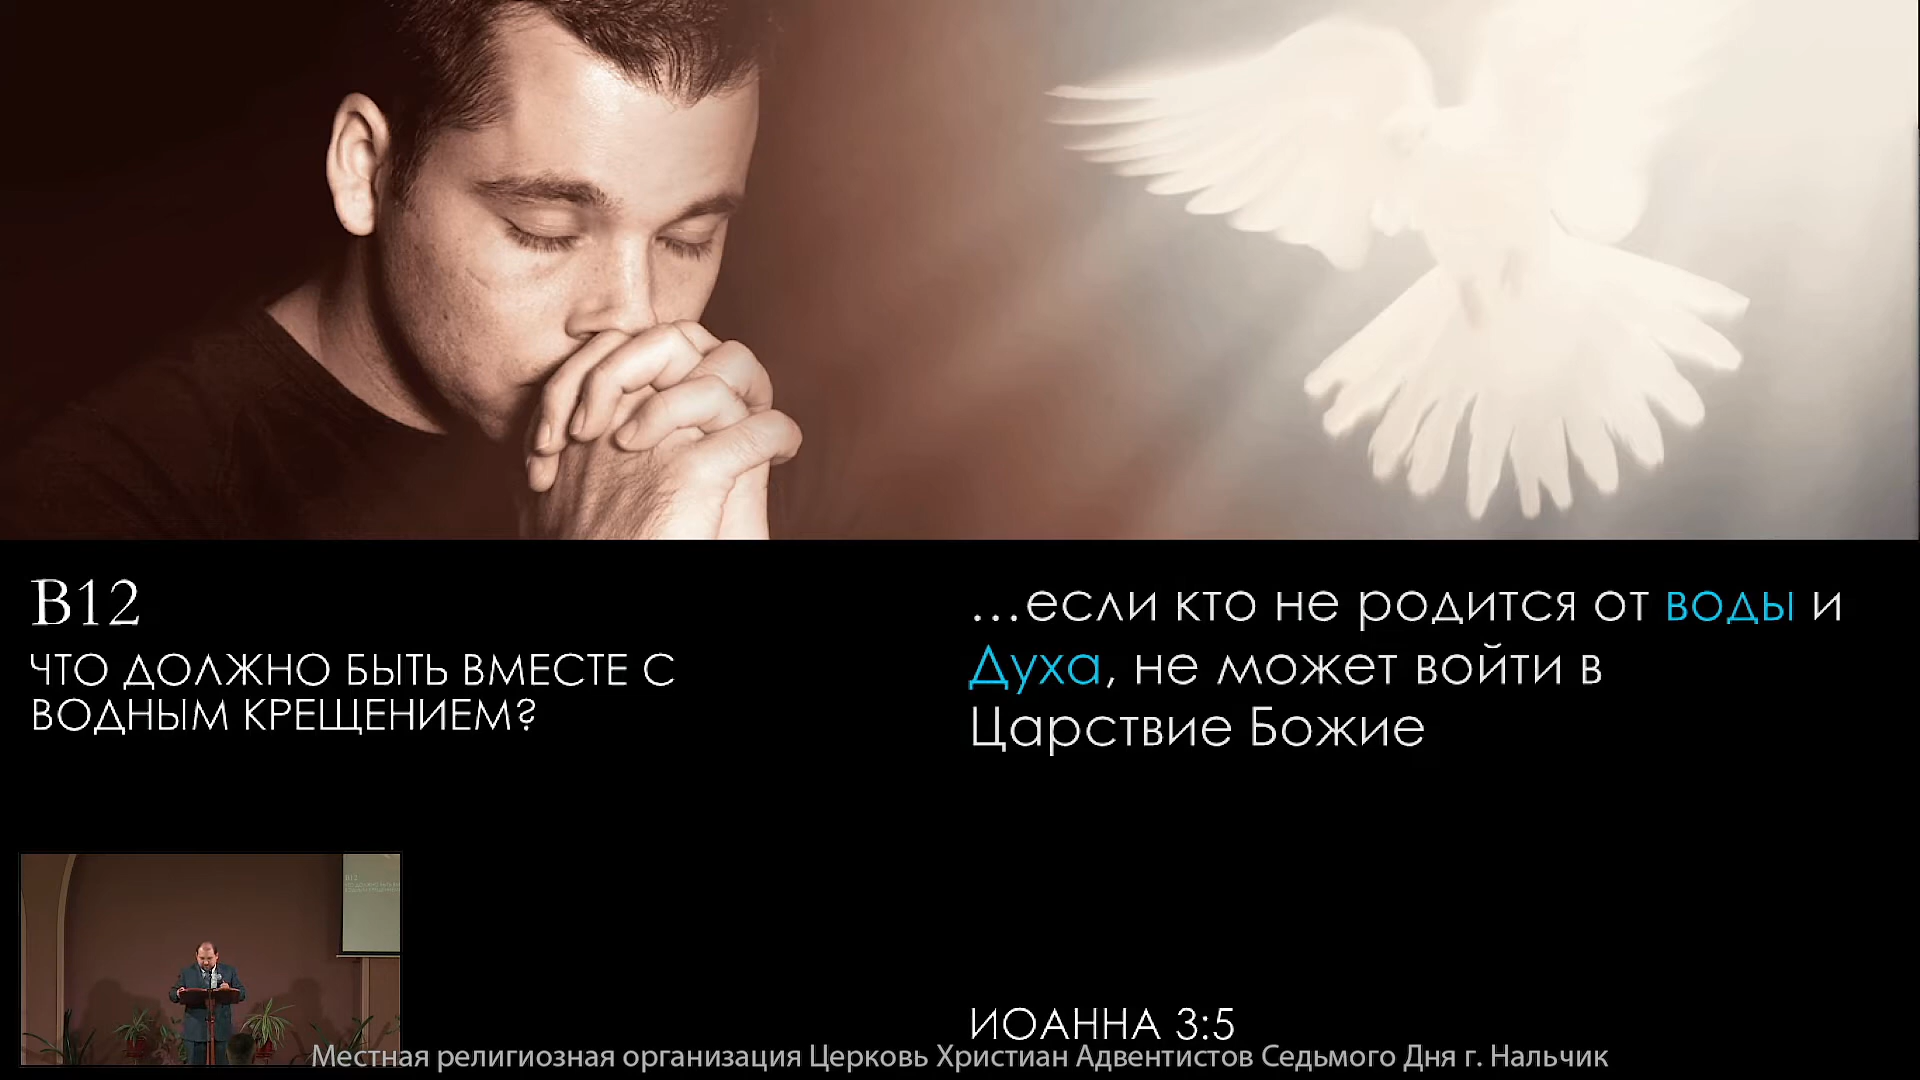 В12
ЧТО ДОЛЖНО БЫТЬ ВМЕСТЕ С
ВОДНЫМ КРЕЩЕНИЕМ?
...если кто не родится от воды и
Духа, не может войти в
Царствие Божие
ИОАННА 3:5
Местная религиозная организация Церковь Христиан Адвентистов Седьмого Дня г. Нальчик